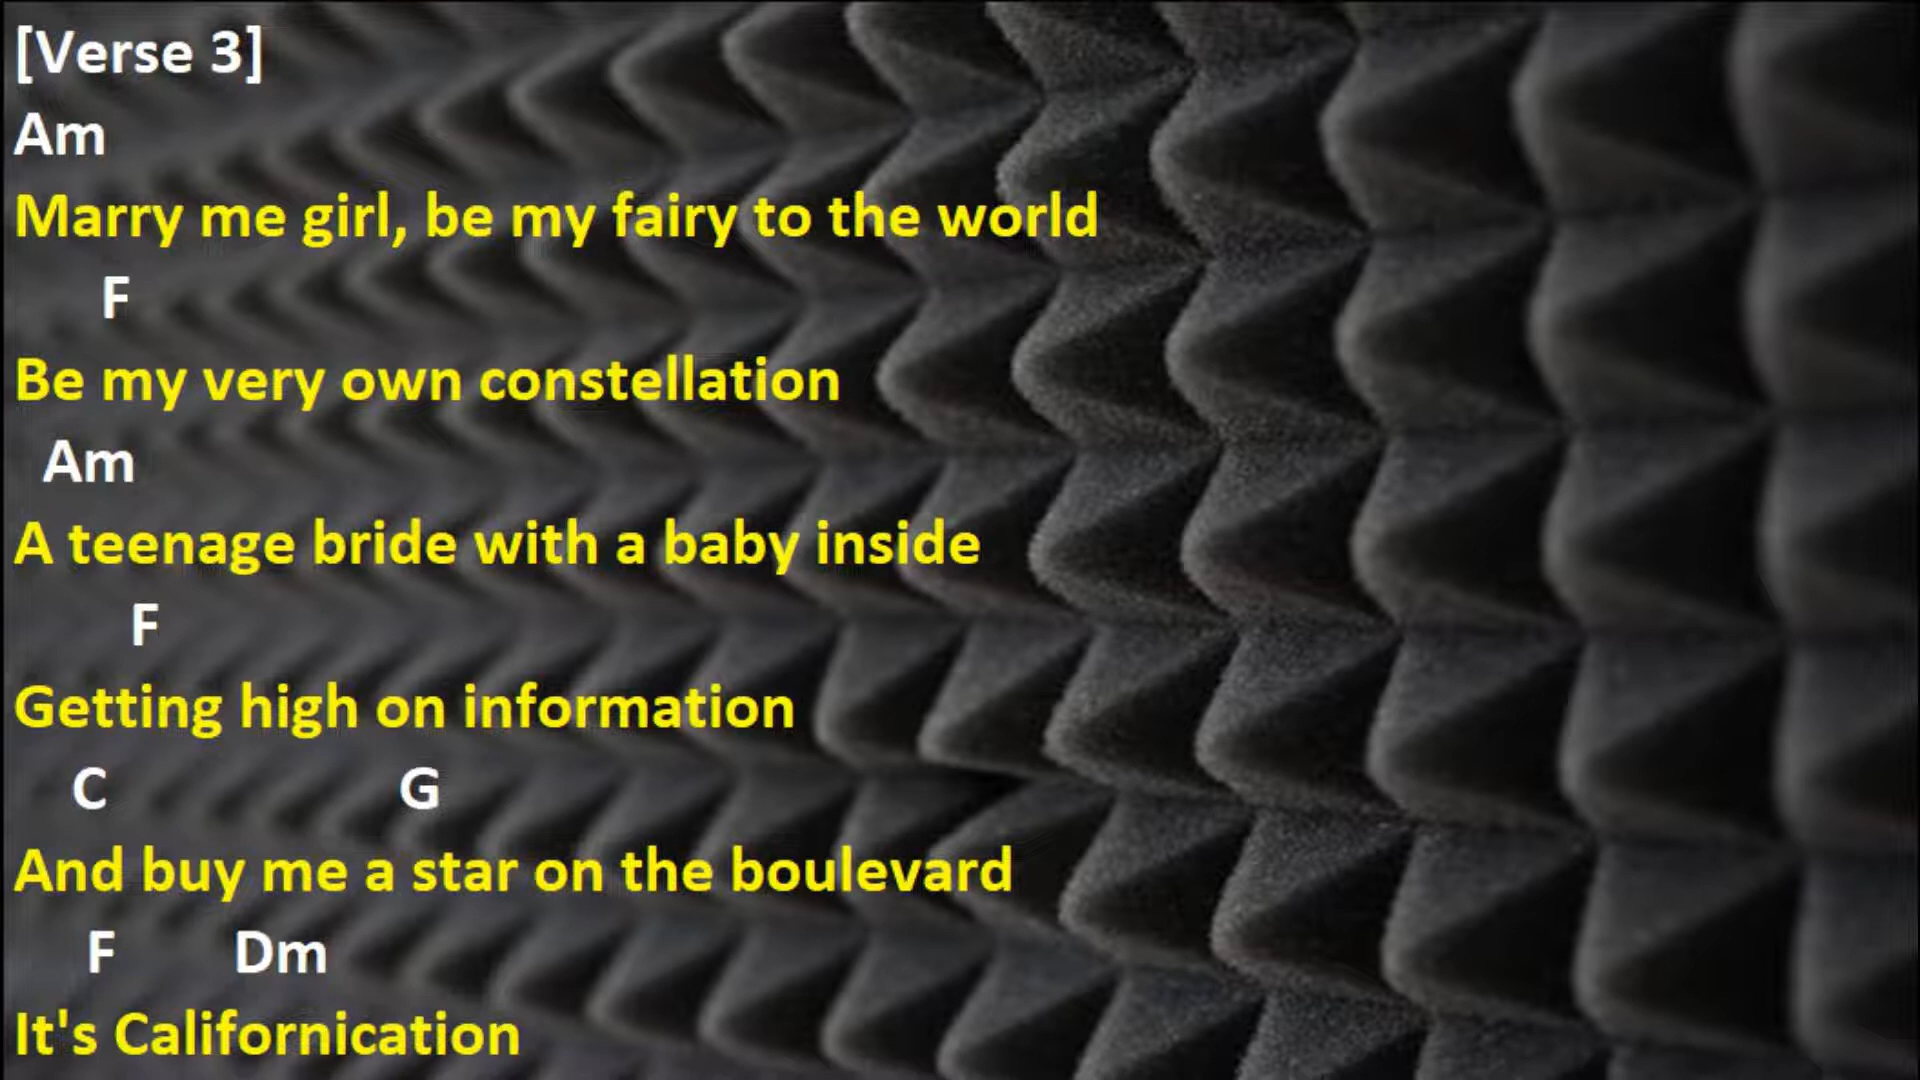 [Verse 3]
Am
Marry me girl, be my fairy to the world
F
Be my very own constellation
Am
A teenage bride with a baby inside
F
Getting high on information
C G
And buy me a star on the boulevard
F Dm
It's Californication